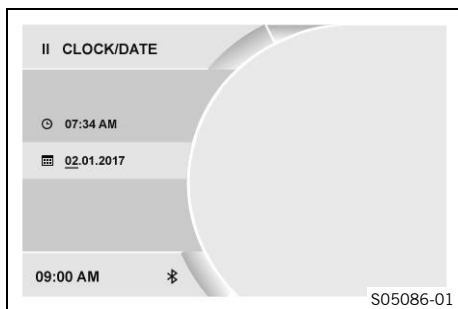 II CLOCK/DATE
07:34 AM
02.01.2017
09:00 AM
S05086-01